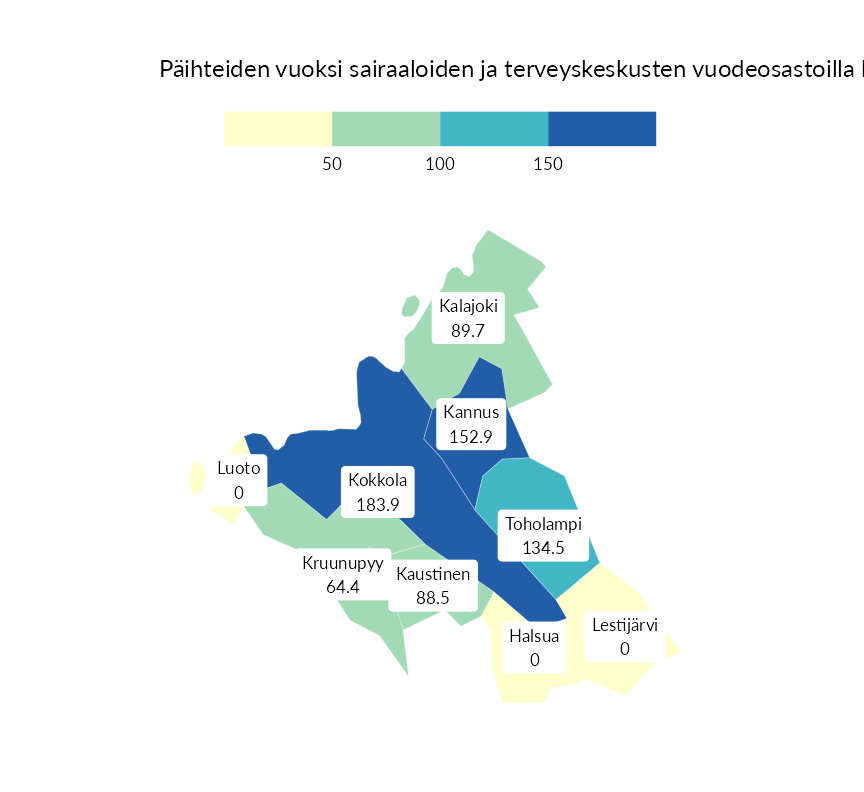 Päihteiden vuoksi sairaaloiden ja terveyskeskusten vuodeosastoilla
50
100
150
Kalajoki
89.7
Kannus
152.9
Luoto
0
Kokkola
183.9
Toholampi
134.5
Kruunupyy
64.4
Kaustinen
88.5
Halsua
0
Lestijärvi
0